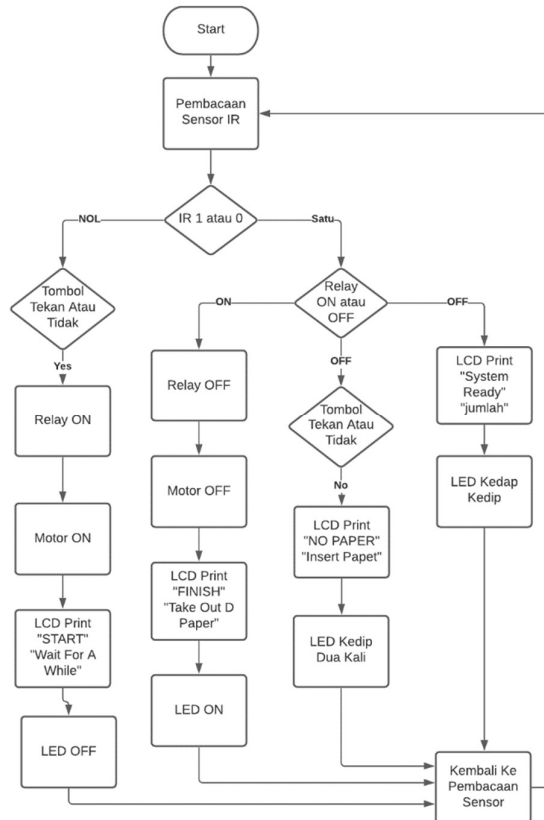 Start
Pembacaan
Sensor IR
IR 1 atau 0
NOL
Satu
Tombol
Tekan Atau
Tidak
Yes
Relay ON
Motor ON
LCD Print
"START"
"Wait For A
While"
LED OFF
Relay
ON atau
OFF
ON
Relay OFF
Motor OFF
LCD Print
"FINISH"
"Take Out D
Paper"
LED ON
OFF
Tombol
Tekan Atau
Tidak
No
LCD Print
"NO PAPER"
"Insert Papet"
LED Kedip
Dua Kali
OFF
LCD Print
"System
Ready"
"jumlah"
LED Kedap
Kedip
Kembali Ke
Pembacaan
Sensor